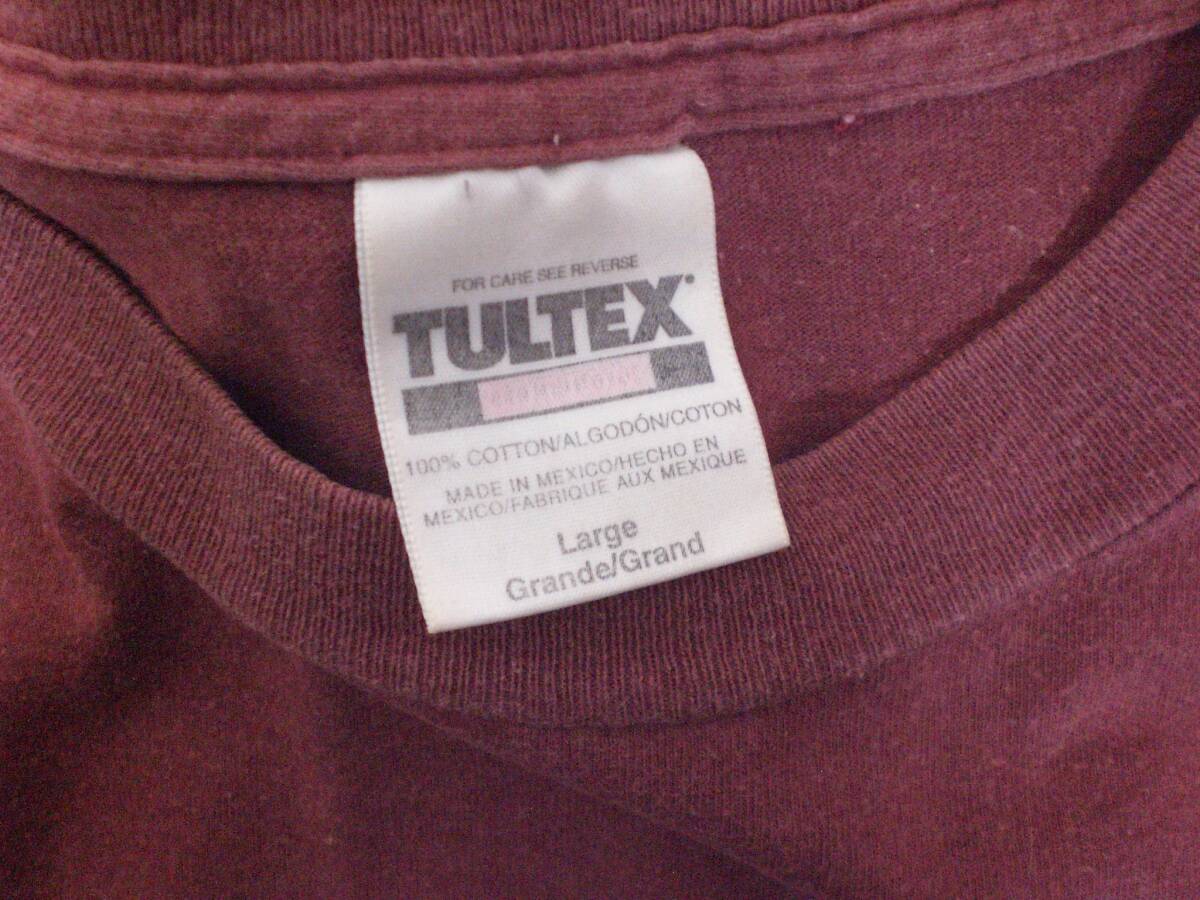 FOR CARE SEE REVERSE
TULTEX®
100% COTTON/ALGODÓN/COTON
MADE IN MEXICO/HECHO EN
MEXICO/FABRIQUE AUX MEXIQUE
Large
Grande/Grand